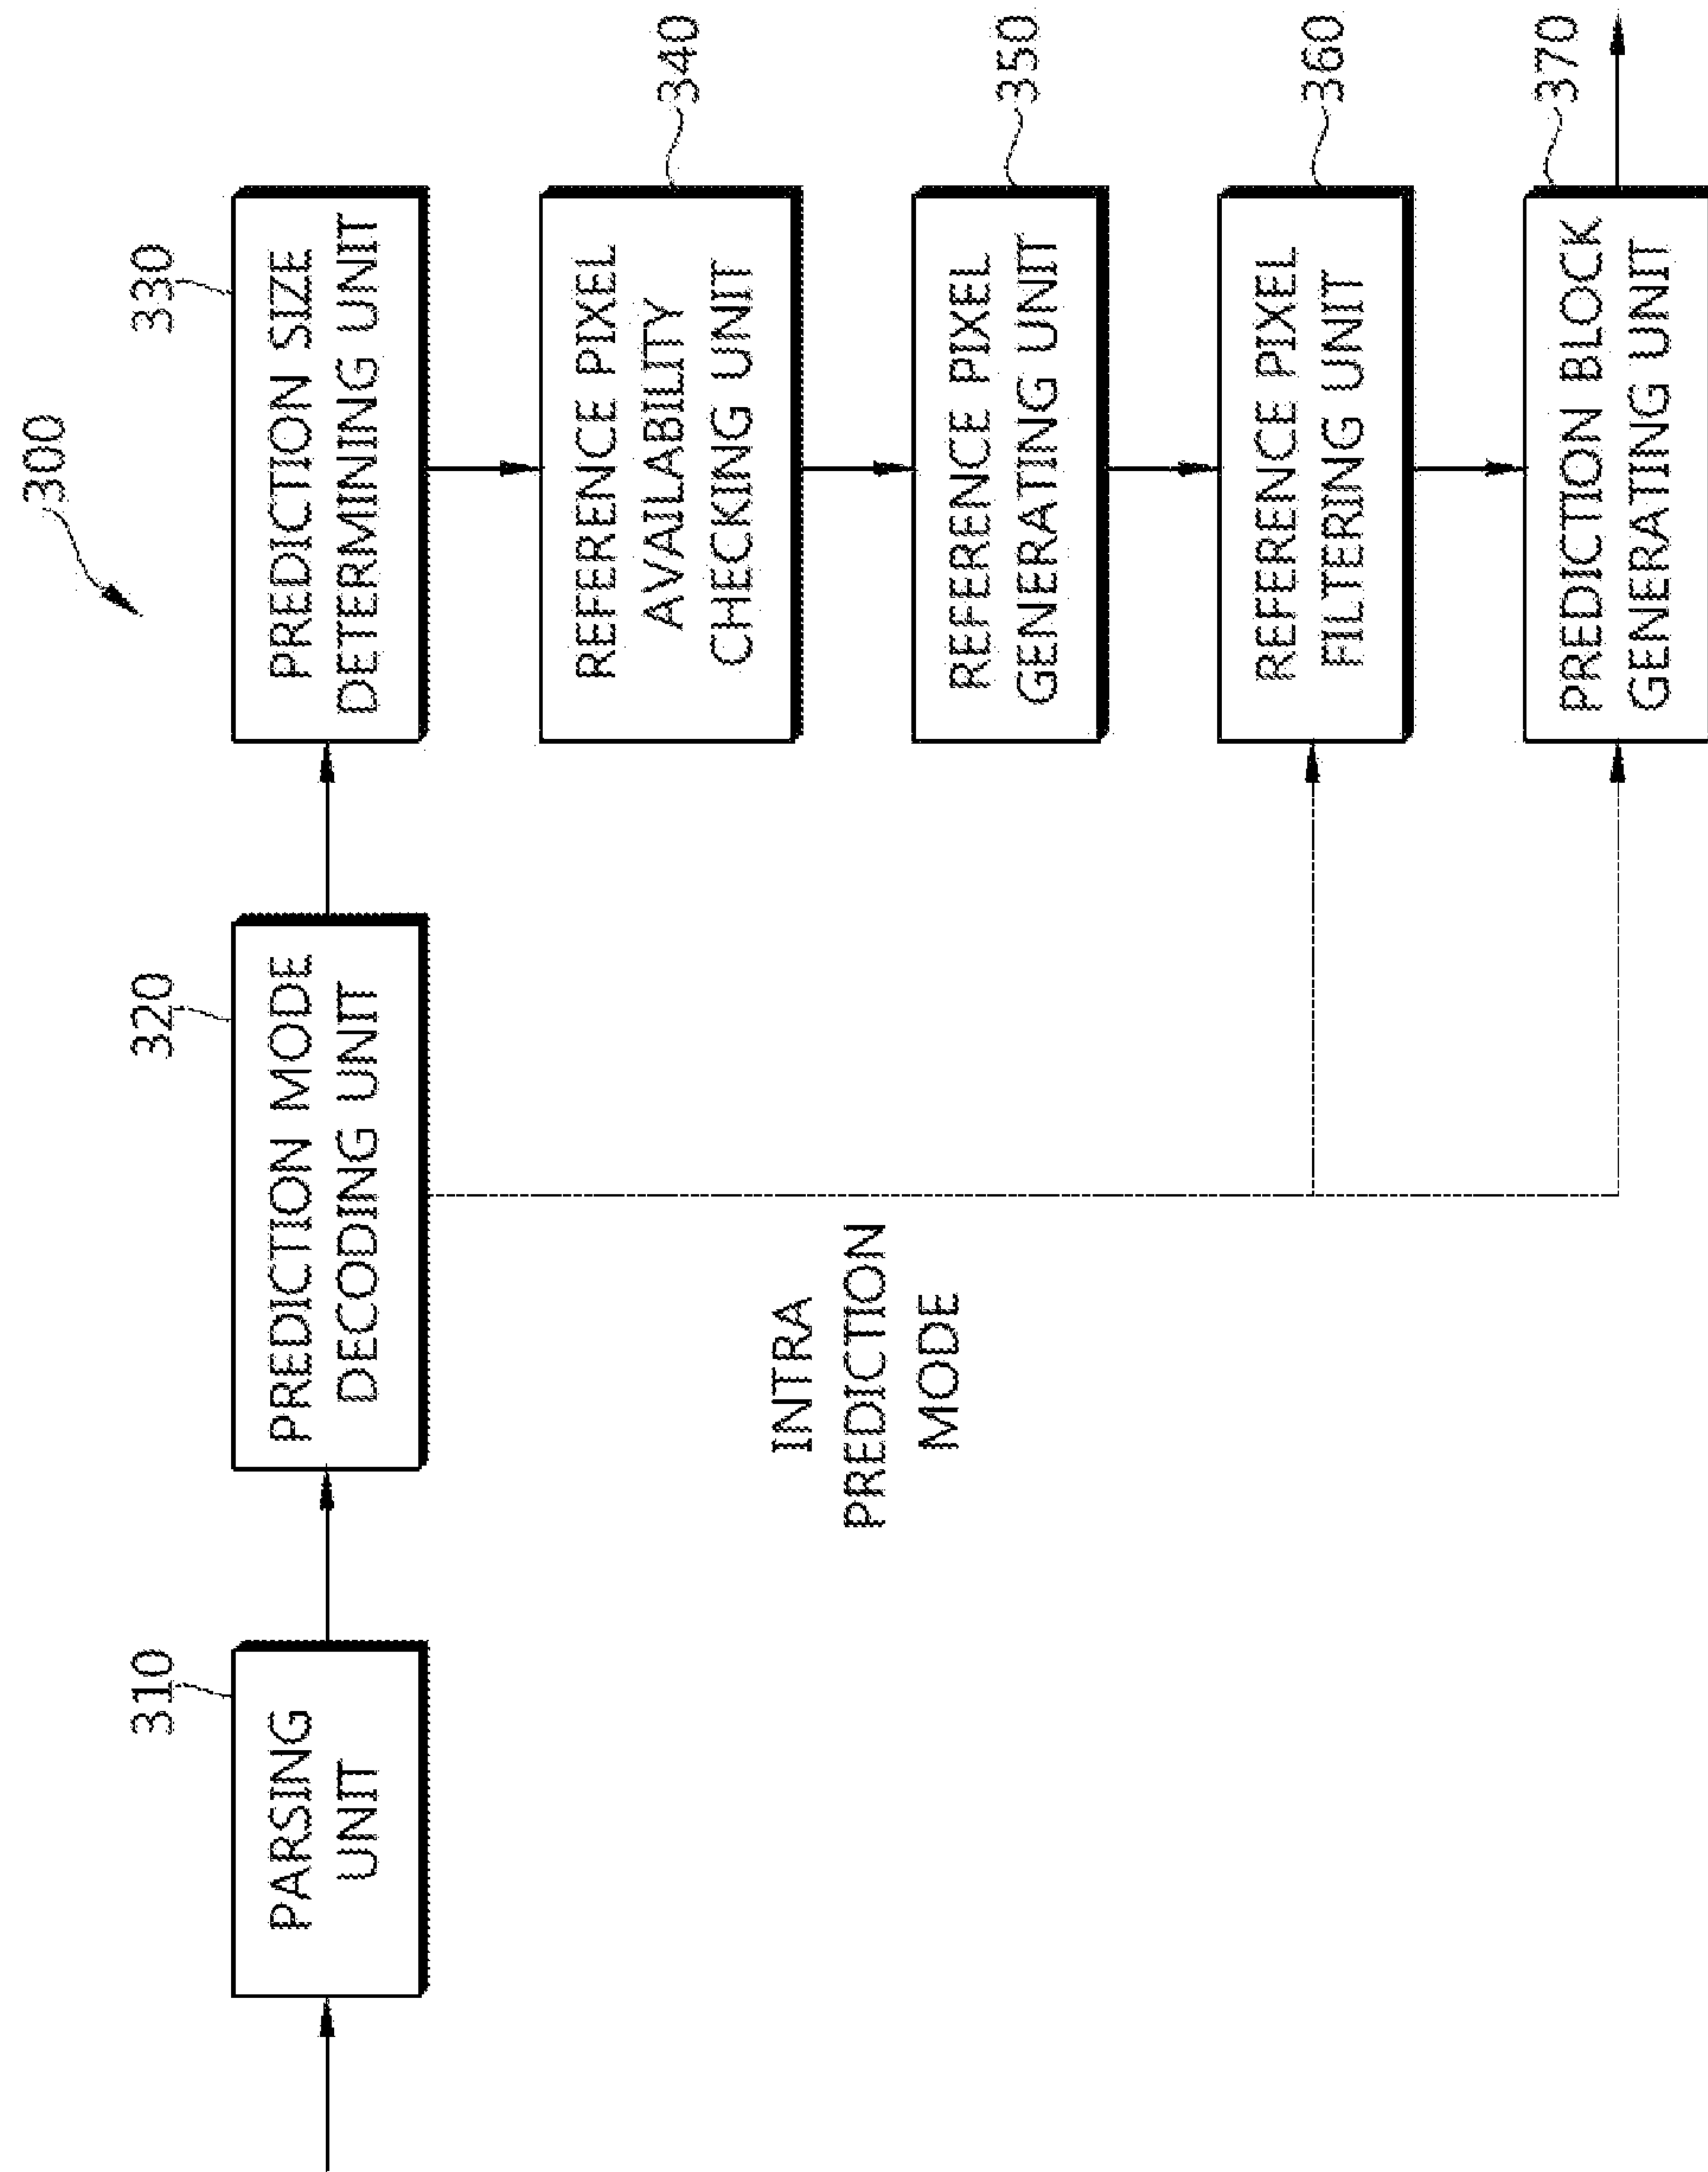 300
310
PARSING
UNIT
320
PREDICTION MODE
DECODING UNIT
330
PREDICTION SIZE
DETERMINING UNIT
340
REFERENCE PIXEL
AVAILABILITY
CHECKING UNIT
350
REFERENCE PIXEL
GENERATING UNIT
INTRA
PREDICTION
MODE
360
REFERENCE PIXEL
FILTERING UNIT
370
PREDICTION BLOCK
GENERATING UNIT